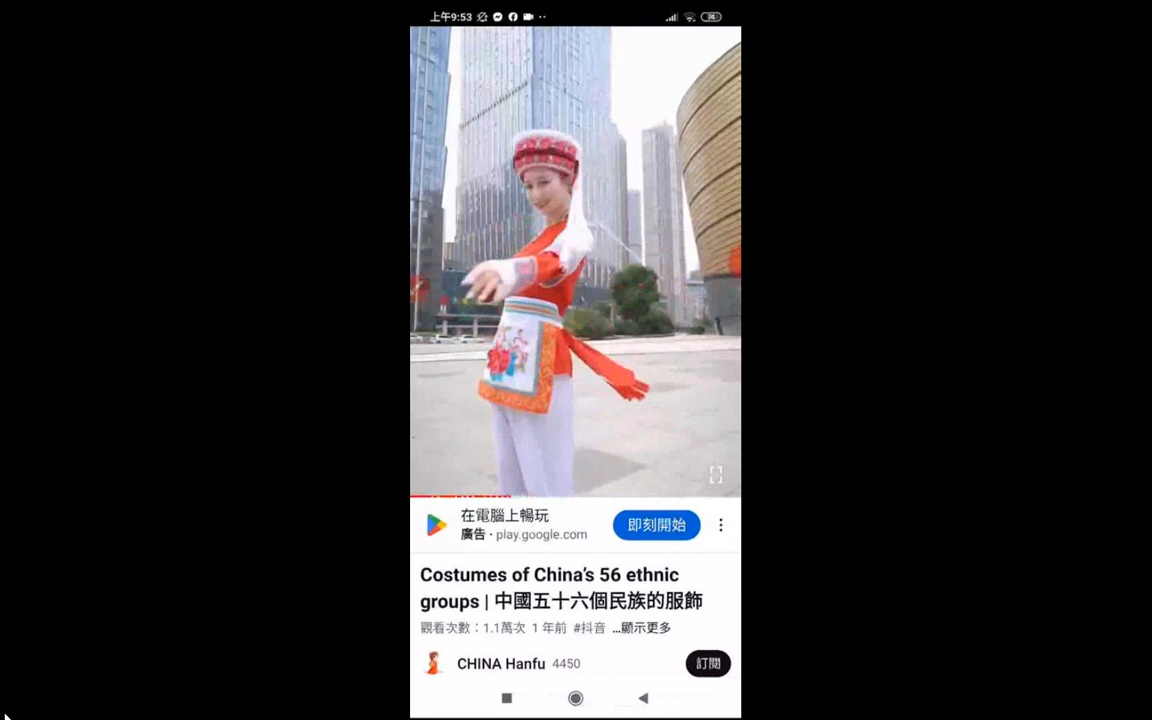 上午9:53
在電腦上暢玩
廣告 · play.google.com
即刻開始
Costumes of China's 56 ethnic
groups | 中國五十六個民族的服飾
觀看次數：1.1萬次 1 年前 #抖音 ...顯示更多
CHINA Hanfu 4450
訂閱